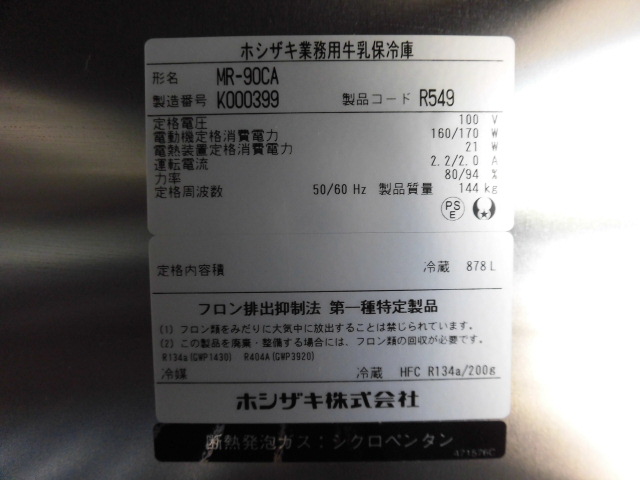 ホシザキ業務用牛乳保冷庫
形名 MR-90CA
製造番号 K000399 製品コード R549
定格電圧 100 V
電動機定格消費電力 160/170 W
電熱装置定格消費電力 21 W
運転電流 2.2/2.0 A
力率 80/94 %
定格周波数 50/60 Hz 製品質量 144 kg
PS E
定格内容積 冷蔵 878 L
フロン排出抑制法 第一種特定製品
(1) フロン類をみだりに大気中に放出することは禁じられています。
(2) この製品を廃棄・整備する場合には、フロン類の回収が必要です。
R134a(GWP1430) R404A(GWP3920)
冷媒 冷蔵 HFC R134a/200g
ホシザキ株式会社
断熱発泡ガス：シクロペンタン
471576C